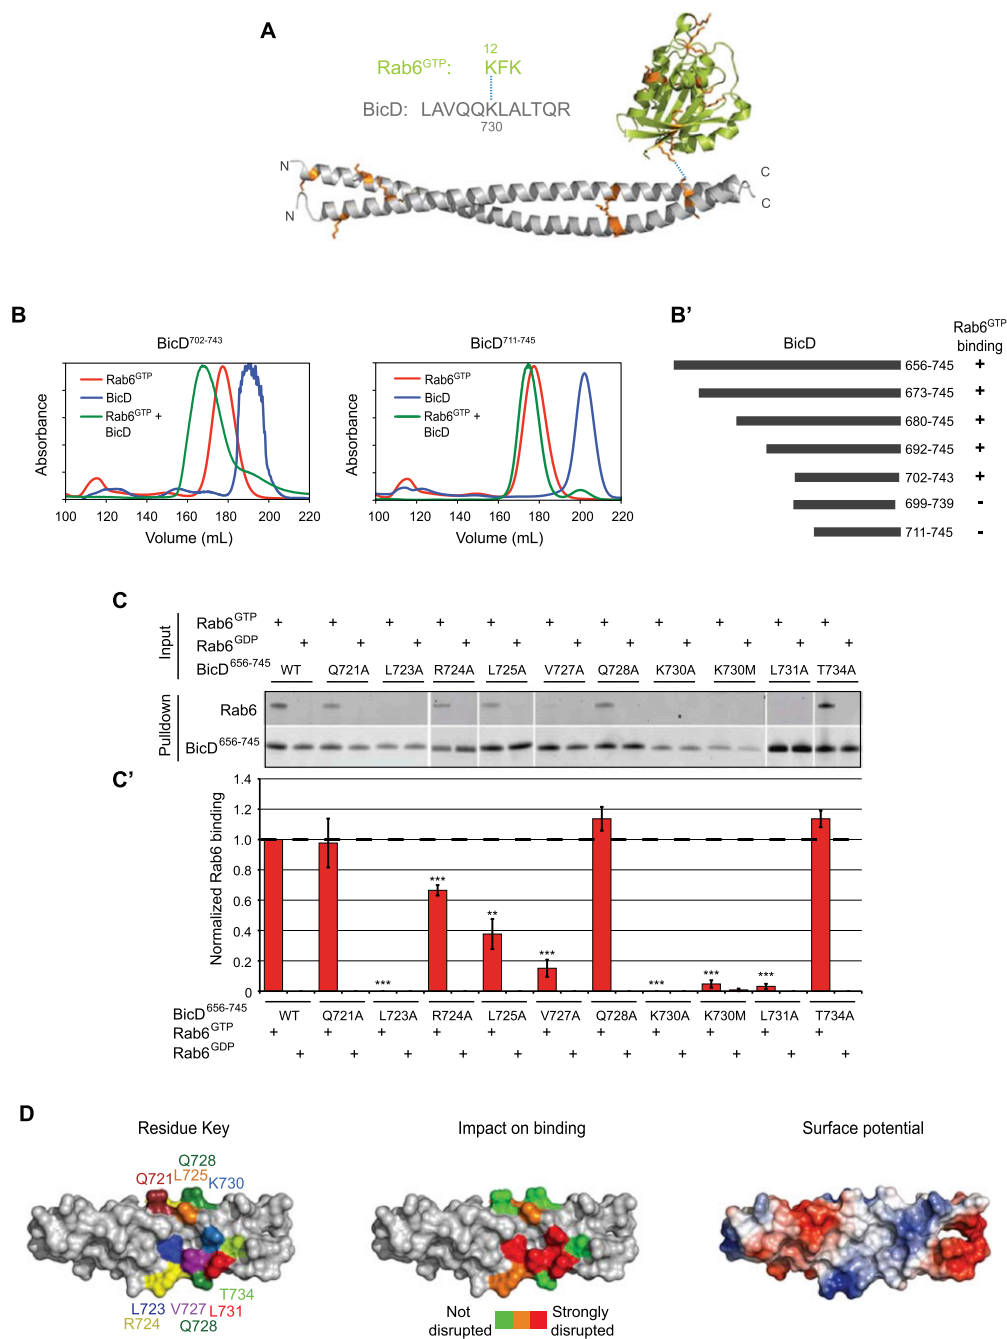 A
12
Rab6GTP: KFK
BicD: LAVQQKLALTQR
730
N
N
C
C
B
BicD702-743
Rab6GTP
BicD
Rab6GTP +
BicD
Absorbance
100 120 140 160 180 200 220
Volume (mL)
BicD711-745
Rab6GTP
BicD
Rab6GTP +
BicD
Absorbance
100 120 140 160 180 200 220
Volume (mL)
B’
BicD
Rab6GTP
binding
656-745 +
673-745 +
680-745 +
692-745 +
702-743 +
699-739 -
711-745 -
C
Input
Rab6GTP + + + + + + + + + + +
Rab6GDP + + + + + + + + + + +
BicD656-745 WT Q721A L723A R724A L725A V727A Q728A K730A K730M L731A T734A
Pulldown
Rab6
BicD656-745
C’
Normalized Rab6 binding
1.4
1.2
1.0
0.8
0.6
0.4
0.2
0
*** *** ** *** *** *** ***
BicD656-745 WT Q721A L723A R724A L725A V727A Q728A K730A K730M L731A T734A
Rab6GTP + + + + + + + + + + +
Rab6GDP + + + + + + + + + + +
D
Residue Key
Q728
Q721 L725 K730
T734
L723 V727 L731
R724 Q728
Impact on binding
Not disrupted
Strongly disrupted
Surface potential